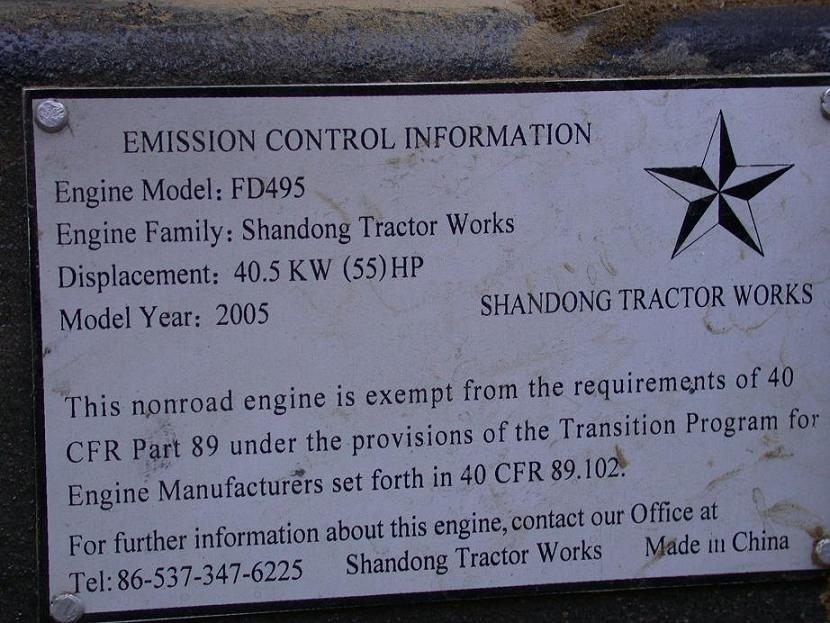 EMISSION CONTROL INFORMATION
Engine Model: FD495
Engine Family: Shandong Tractor Works
Displacement: 40.5 KW (55)HP
Model Year: 2005
SHANDONG TRACTOR WORKS
This nonroad engine is exempt from the requirements of 40
CFR Part 89 under the provisions of the Transition Program for
Engine Manufacturers set forth in 40 CFR 89.102.
For further information about this engine, contact our Office at
Tel: 86-537-347-6225 Shandong Tractor Works Made in China